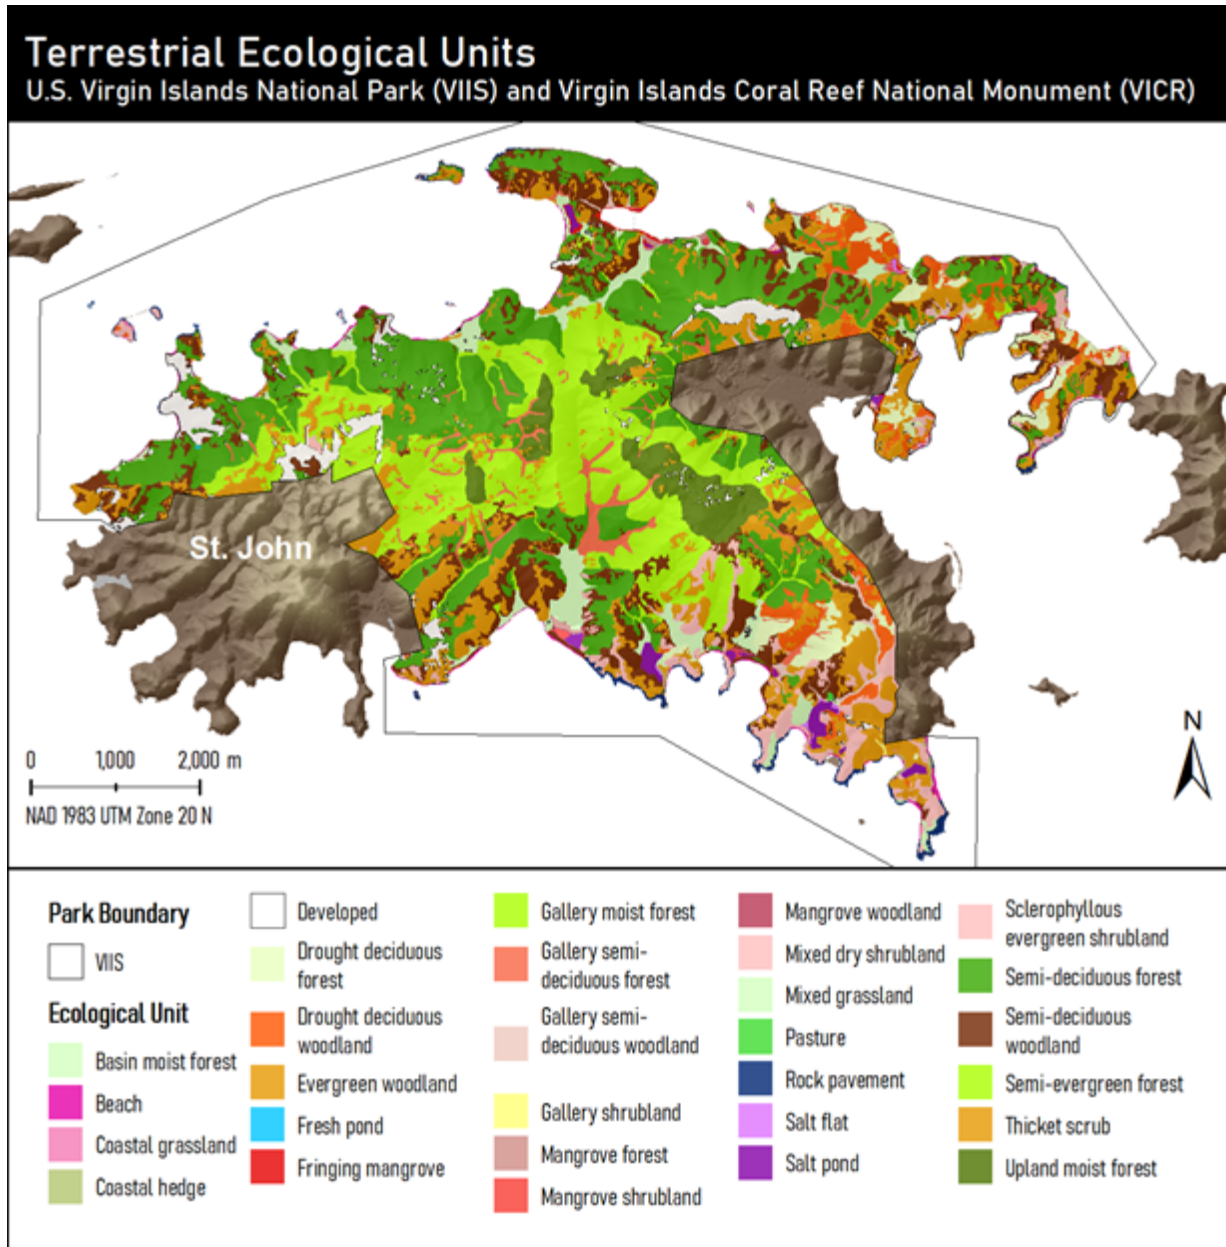 Terrestrial Ecological Units
U.S. Virgin Islands National Park (VIIS) and Virgin Islands Coral Reef National Monument (VICR)
St. John
0 1,000 2,000 m
NAD 1983 UTM Zone 20 N
N
Park Boundary
VIIS
Ecological Unit
Basin moist forest
Beach
Coastal grassland
Coastal hedge
Developed
Drought deciduous
forest
Drought deciduous
woodland
Evergreen woodland
Fresh pond
Fringing mangrove
Gallery moist forest
Gallery semi-
deciduous forest
Gallery semi-
deciduous woodland
Gallery shrubland
Mangrove forest
Mangrove shrubland
Mangrove woodland
Mixed dry shrubland
Mixed grassland
Pasture
Rock pavement
Salt flat
Salt pond
Sclerophyllous
evergreen shrubland
Semi-deciduous forest
Semi-deciduous
woodland
Semi-evergreen forest
Thicket scrub
Upland moist forest